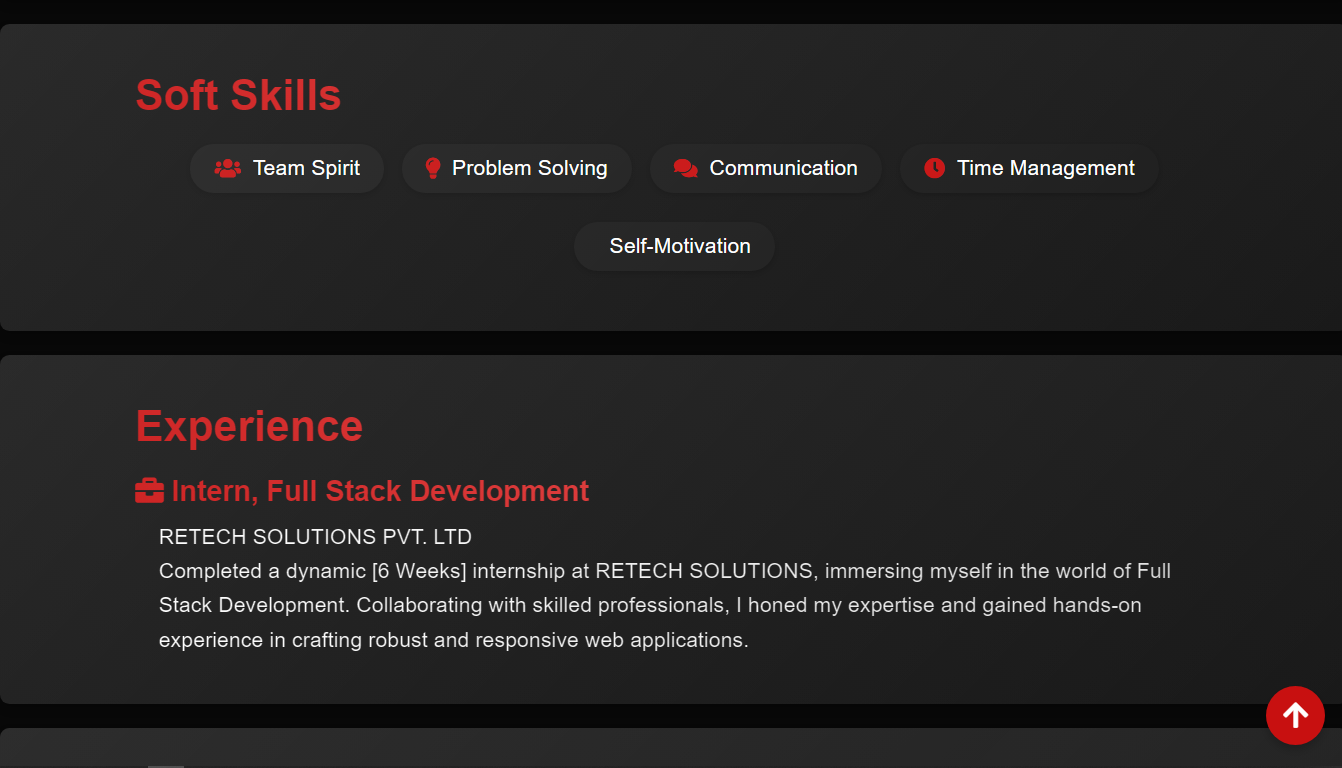 Soft Skills
Team Spirit
Problem Solving
Communication
Time Management
Self-Motivation
Experience
Intern, Full Stack Development
RETECH SOLUTIONS PVT. LTD
Completed a dynamic [6 Weeks] internship at RETECH SOLUTIONS, immersing myself in the world of Full
Stack Development. Collaborating with skilled professionals, I honed my expertise and gained hands-on
experience in crafting robust and responsive web applications.